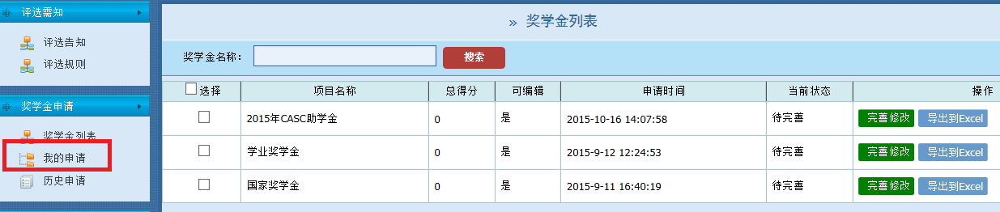 评选需知
评选告知
评选规则
奖学金申请
奖学金列表
我的申请
历史申请
» 奖学金列表
奖学金名称： 搜索
选择 项目名称 总得分 可编辑 申请时间 当前状态 操作
2015年CASC助学金 0 是 2015-10-16 14:07:58 待完善 完善修改 导出到Excel
学业奖学金 0 是 2015-9-12 12:24:53 待完善 完善修改 导出到Excel
国家奖学金 0 是 2015-9-11 16:40:19 待完善 完善修改 导出到Excel